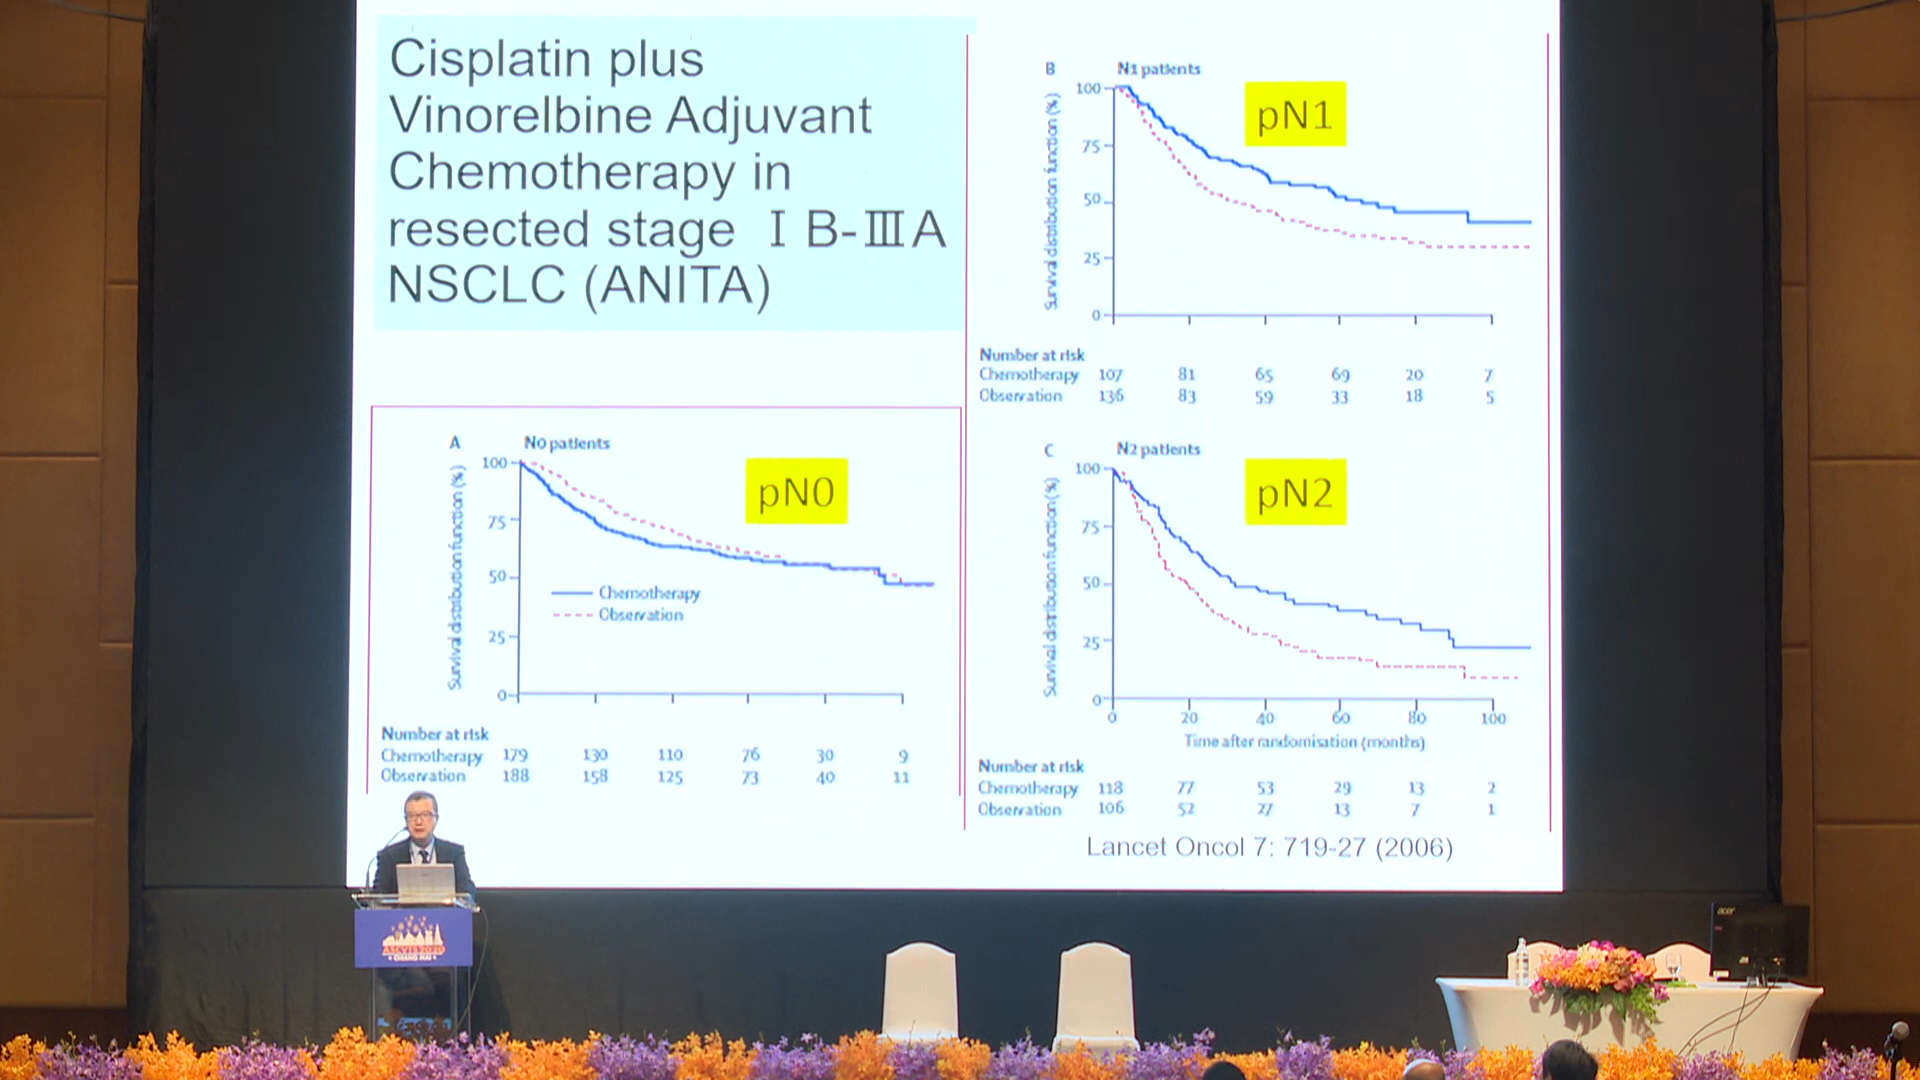 Cisplatin plus
Vinorelbine Adjuvant
Chemotherapy in
resected stage Ⅰ B-ⅢA
NSCLC (ANITA)
A N0 patients
pN0
Survival distribution function (%)
100
75
50
25
0
Chemotherapy
Observation
Number at risk
Chemotherapy 179 130 110 76 30 9
Observation 188 158 125 73 40 11
B N1 patients
pN1
Survival distribution function (%)
100
75
50
25
0
Number at risk
Chemotherapy 107 81 65 69 20 7
Observation 136 83 59 33 18 5
C N2 patients
pN2
Survival distribution function (%)
100
75
50
25
0
0 20 40 60 80 100
Time after randomisation (months)
Number at risk
Chemotherapy 118 77 53 29 13 2
Observation 106 52 27 13 7 1
Lancet Oncol 7: 719-27 (2006)
ASCVTS2020
CHIANG MAI
acer